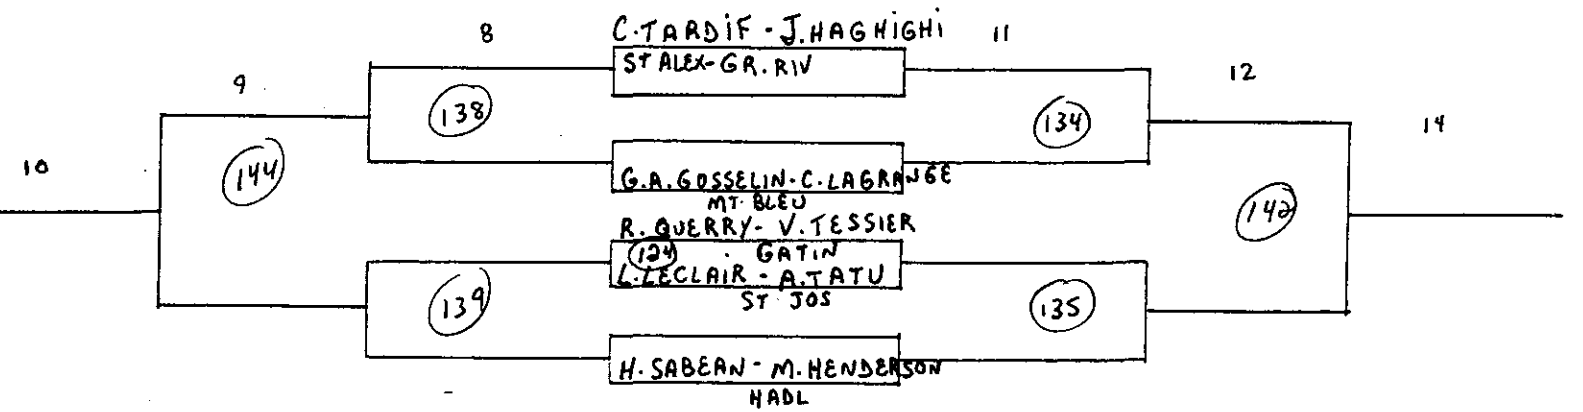 8 C.TARDIF - J.HAGHIGHI 11
ST ALEX-GR.RIV
9 12
138 134 14
10 144
G.A.GOSSELIN-C.LAGRANGE
MT. BLEU
142
R. QUERRY- V.TESSIER
124 . GATIN
L.LECLAIR - A.TATU
139 ST JOS 135
H. SABEAN - M. HENDERSON
HADL